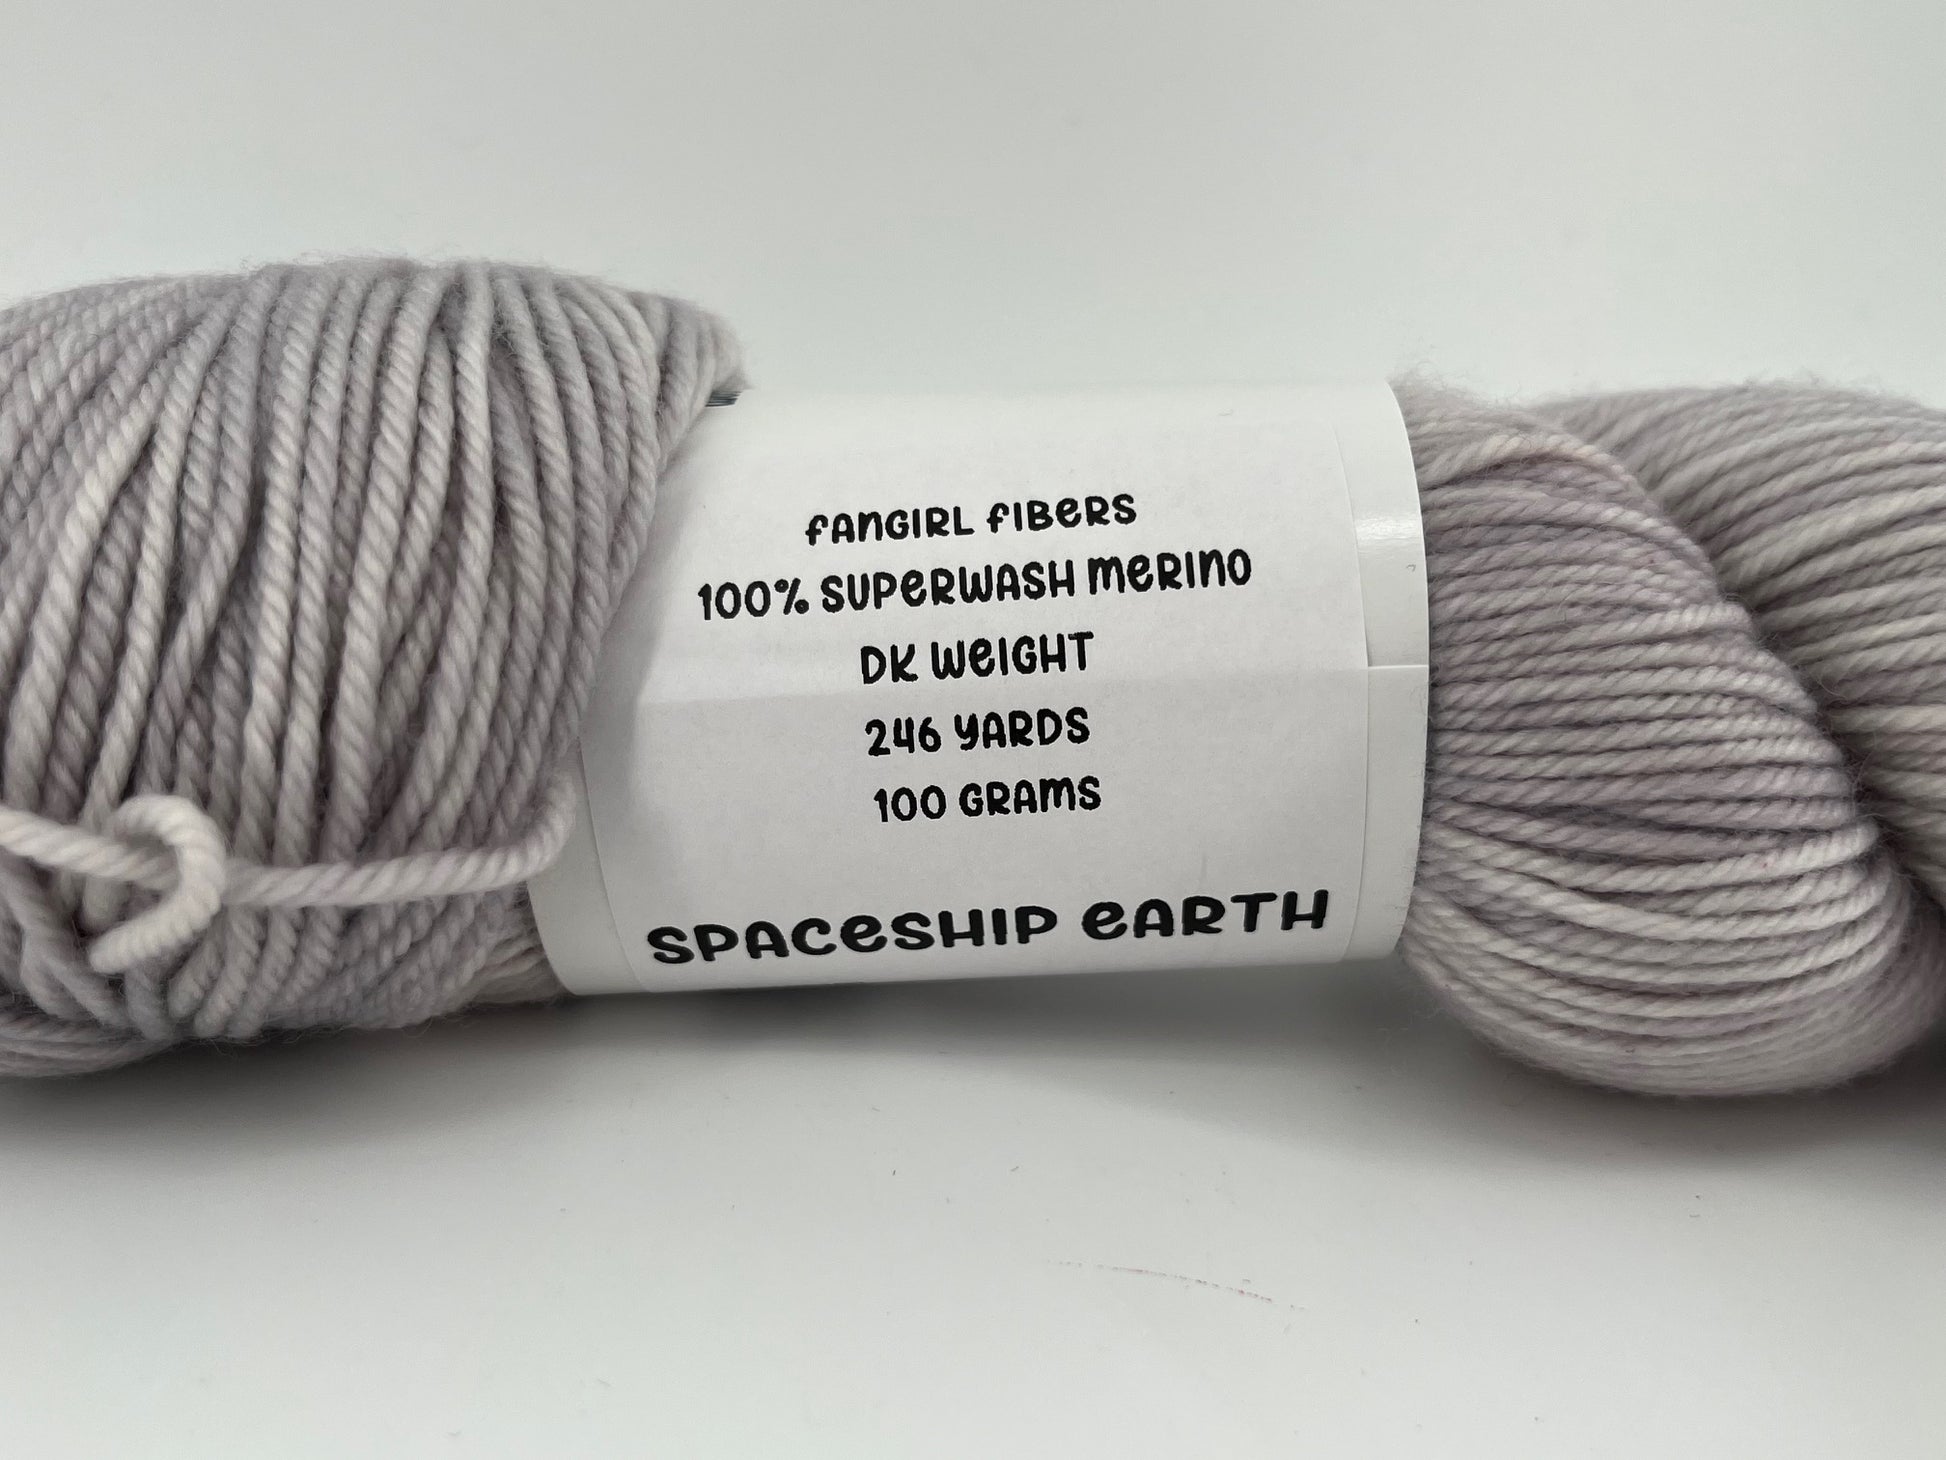 FANGIRL FIBERS
100% SUPERWASH MERINO
DK WEIGHT
246 YARDS
100 GRAMS
SPACESHIP EARTH